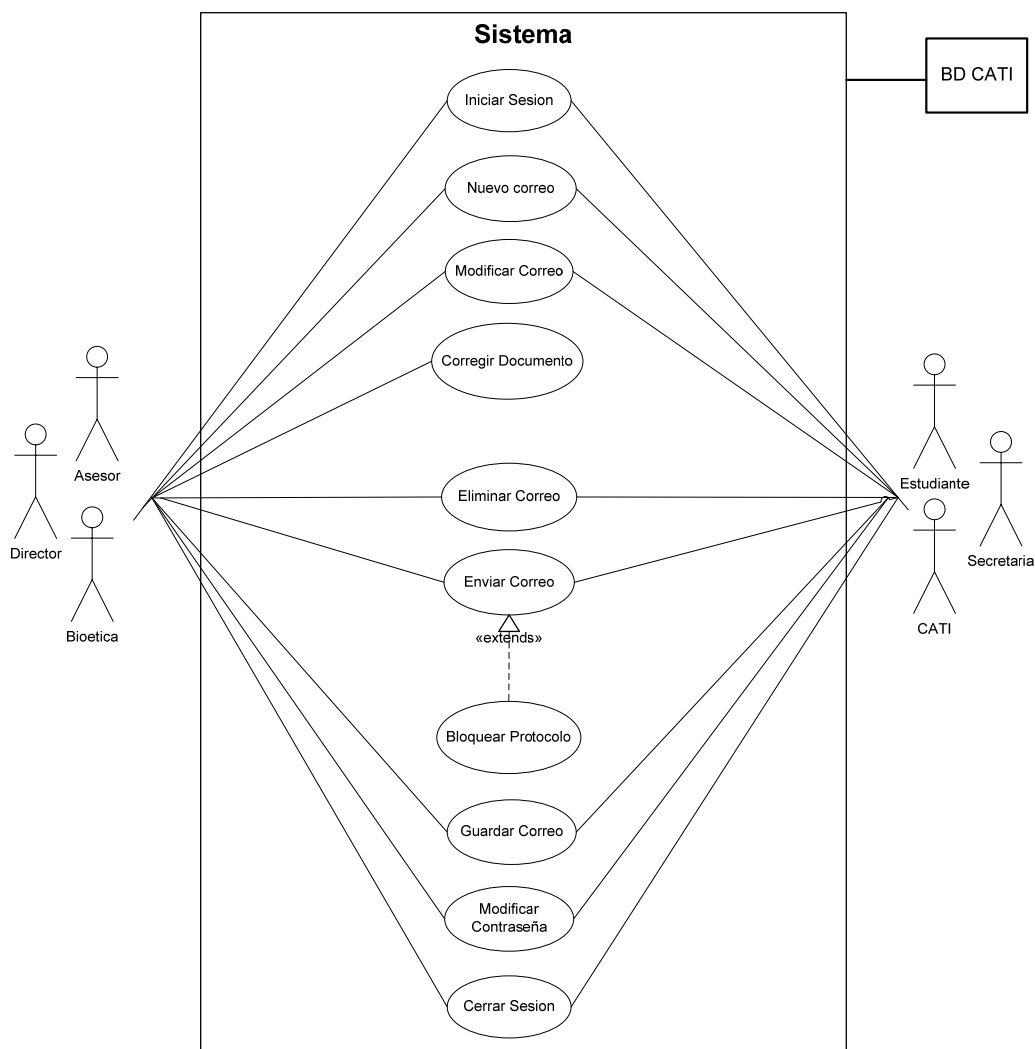 Sistema
BD CATI
Iniciar Sesion
Nuevo correo
Modificar Correo
Corregir Documento
Asesor
Estudiante
Eliminar Correo
Director
Secretaria
Enviar Correo
Bioetica
CATI
«extends»
Bloquear Protocolo
Guardar Correo
Modificar
Contraseña
Cerrar Sesion